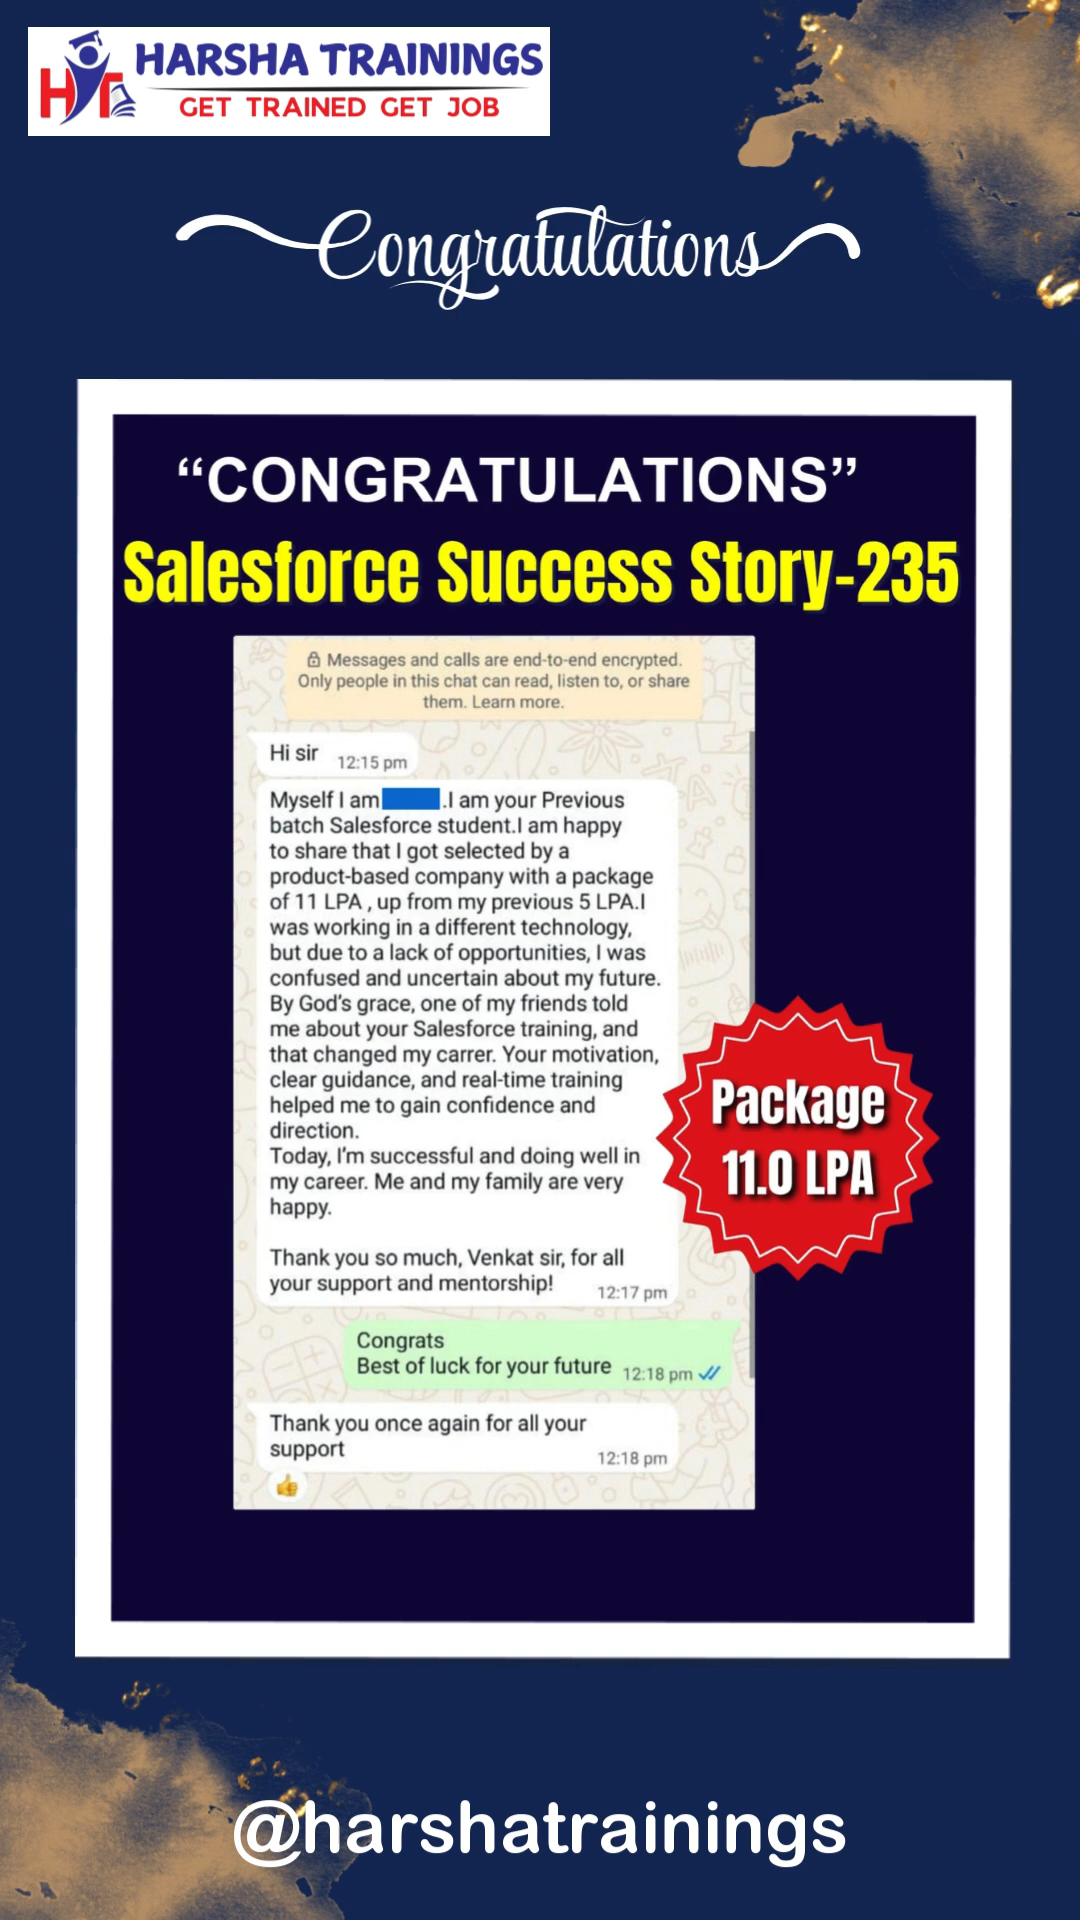 HARSHA TRAININGS
GET TRAINED GET JOB
Congratulations
“CONGRATULATIONS”
Salesforce Success Story-235
Messages and calls are end-to-end encrypted.
Only people in this chat can read, listen to, or share
them. Learn more.
Hi sir 12:15 pm
Myself I am .I am your Previous
batch Salesforce student.I am happy
to share that I got selected by a
product-based company with a package
of 11 LPA , up from my previous 5 LPA.I
was working in a different technology,
but due to a lack of opportunities, I was
confused and uncertain about my future.
By God’s grace, one of my friends told
me about your Salesforce training, and
that changed my carrer. Your motivation,
clear guidance, and real-time training
helped me to gain confidence and
direction.
Today, I’m successful and doing well in
my career. Me and my family are very
happy.
Thank you so much, Venkat sir, for all
your support and mentorship! 12:17 pm
Package
11.0 LPA
Congrats
Best of luck for your future 12:18 pm
Thank you once again for all your
support 12:18 pm
@harshatrainings